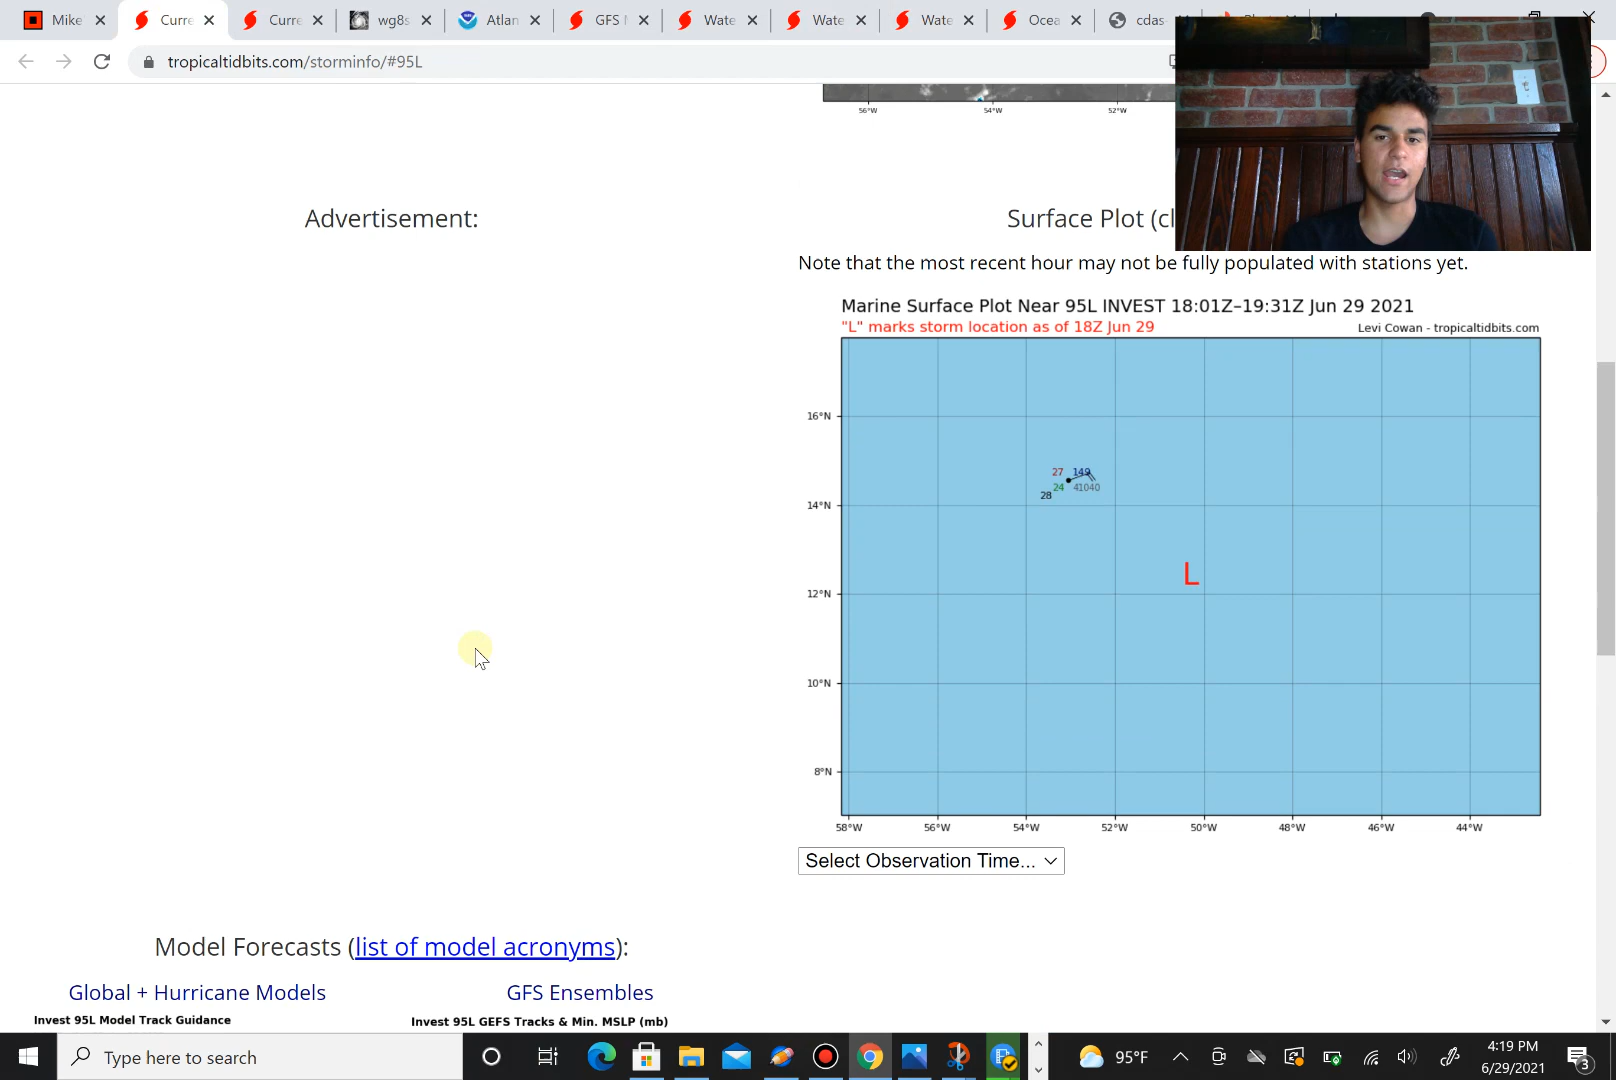 Mike
Curre
Curre
wg8s
Atlan
GFS
Wate
Wate
Wate
Ocea
cdas-
tropicaltidbits.com/storminfo/#95L
56°W 54°W 52°W
Advertisement:
Surface Plot (cl
Note that the most recent hour may not be fully populated with stations yet.
Marine Surface Plot Near 95L INVEST 18:01Z–19:31Z Jun 29 2021
"L" marks storm location as of 18Z Jun 29
Levi Cowan - tropicaltidbits.com
16°N
27 149
24 41040
28
14°N
L
12°N
10°N
8°N
58°W 56°W 54°W 52°W 50°W 48°W 46°W 44°W
Select Observation Time...
Model Forecasts (list of model acronyms):
Global + Hurricane Models
GFS Ensembles
Invest 95L Model Track Guidance
Invest 95L GEFS Tracks & Min. MSLP (mb)
Type here to search
95°F
4:19 PM
6/29/2021
3